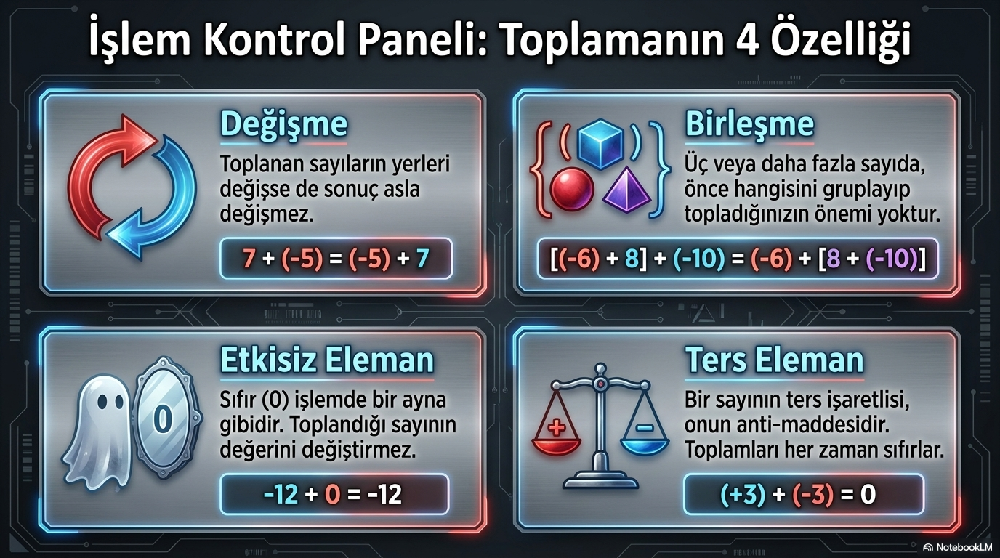 İşlem Kontrol Paneli: Toplamanın 4 Özelliği
Değişme
Toplanan sayıların yerleri
değişse de sonuç asla
değişmez.
7 + (-5) = (-5) + 7
Birleşme
Üç veya daha fazla sayıda,
önce hangisini gruplayıp
topladığınızın önemi yoktur.
[(-6) + 8] + (-10) = (-6) + [8 + (-10)]
Etkisiz Eleman
0
Sıfır (0) işlemde bir ayna
gibidir. Toplandığı sayının
değerini değiştirmez.
-12 + 0 = -12
Ters Eleman
+ -
Bir sayının ters işaretlisi,
onun anti-maddesidir.
Toplamları her zaman sıfırlar.
(+3) + (-3) = 0
NotebookLM